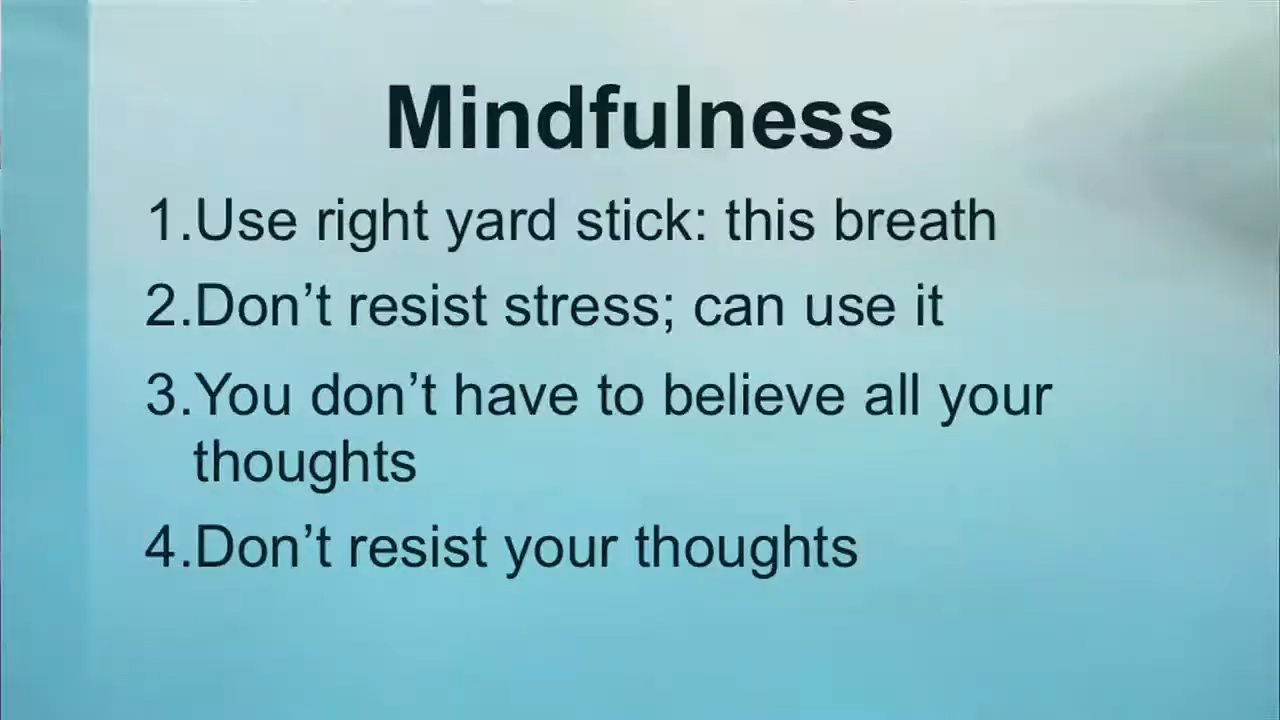 Mindfulness
1.Use right yard stick: this breath
2.Don’t resist stress; can use it
3.You don’t have to believe all your
thoughts
4.Don’t resist your thoughts